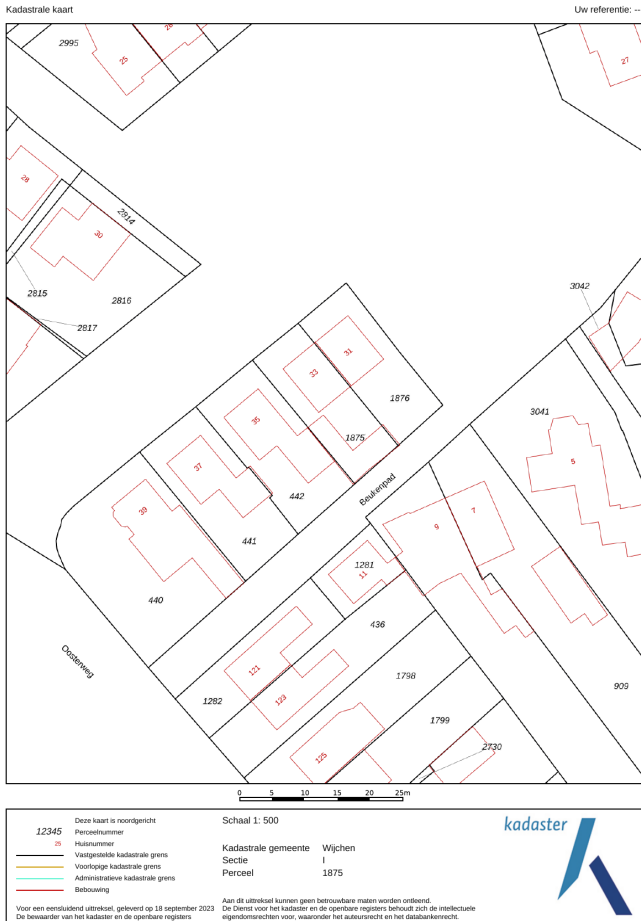 Kadastrale kaart
Uw referentie: --
2995
25
26
27
28
2814
30
2815
2816
2817
3042
31
33
1876
3041
35
1875
37
442
5
Beukenpad
39
7
9
441
1281
11
440
436
Oosterweg
121
1798
1282
123
909
1799
125
2730
0 5 10 15 20 25m
Deze kaart is noordgericht
12345 Perceelnummer
25 Huisnummer
Vastgestelde kadastrale grens
Voorlopige kadastrale grens
Administratieve kadastrale grens
Bebouwing
Voor een eensluidend uittreksel, geleverd op 18 september 2023
De bewaarder van het kadaster en de openbare registers
Schaal 1: 500
Kadastrale gemeente Wijchen
Sectie I
Perceel 1875
Aan dit uittreksel kunnen geen betrouwbare maten worden ontleend.
De Dienst voor het kadaster en de openbare registers behoudt zich de intellectuele
eigendomsrechten voor, waaronder het auteursrecht en het databankenrecht.
kadaster